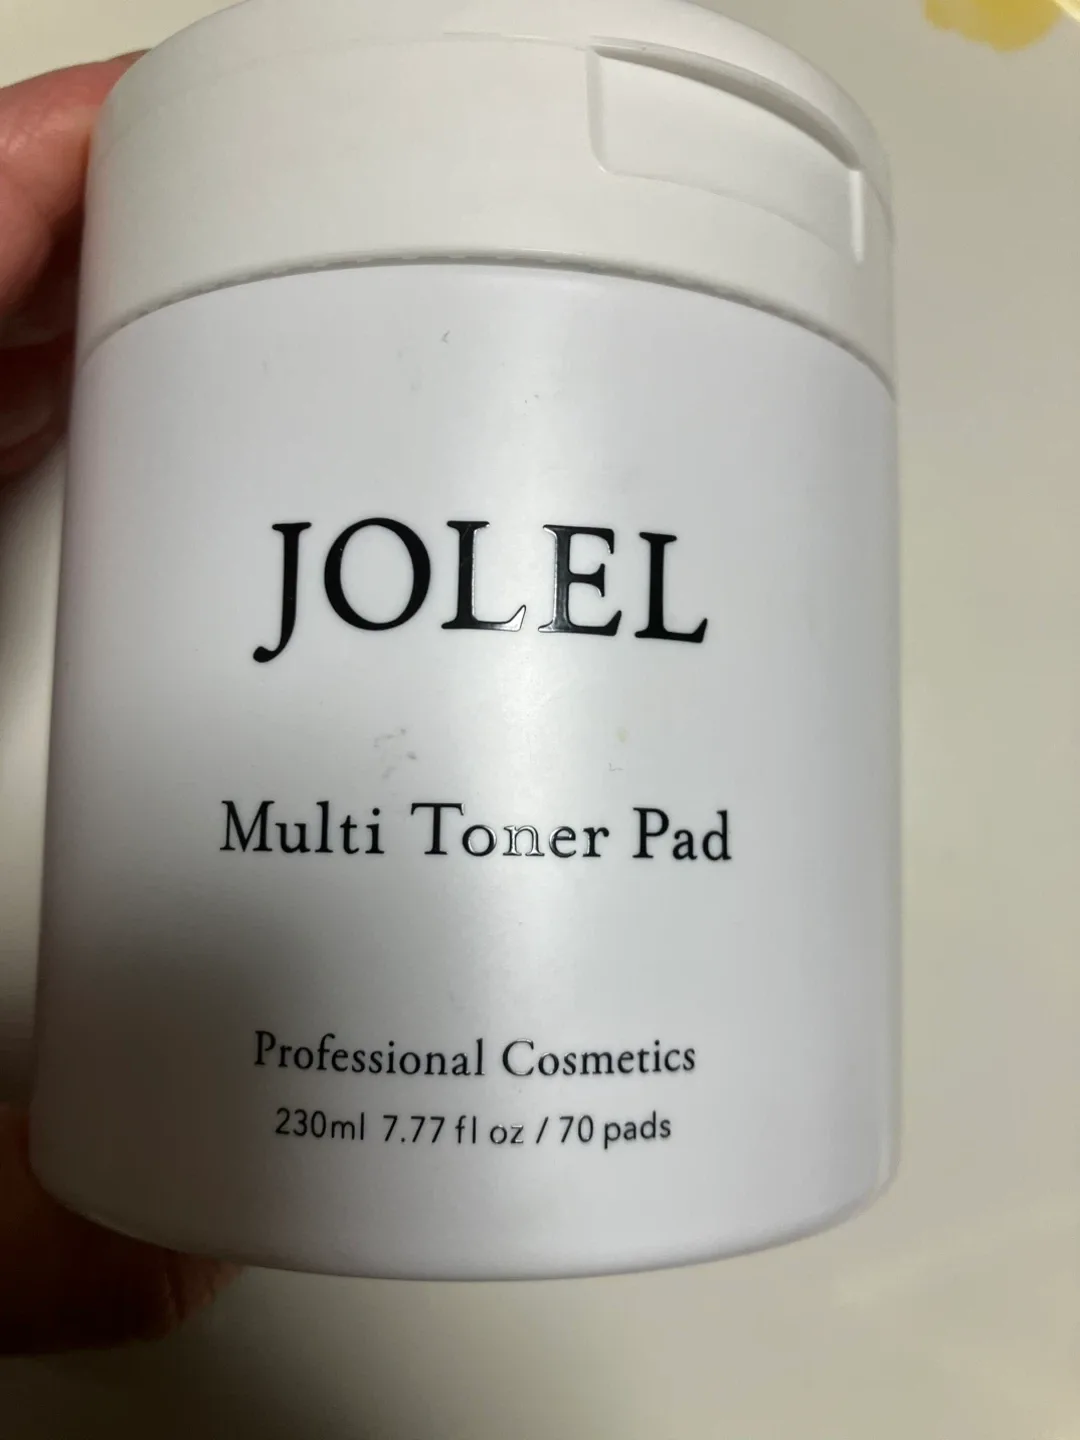 JOLEL
Multi Toner Pad
Professional Cosmetics
230ml 7.77 fl oz / 70 pads